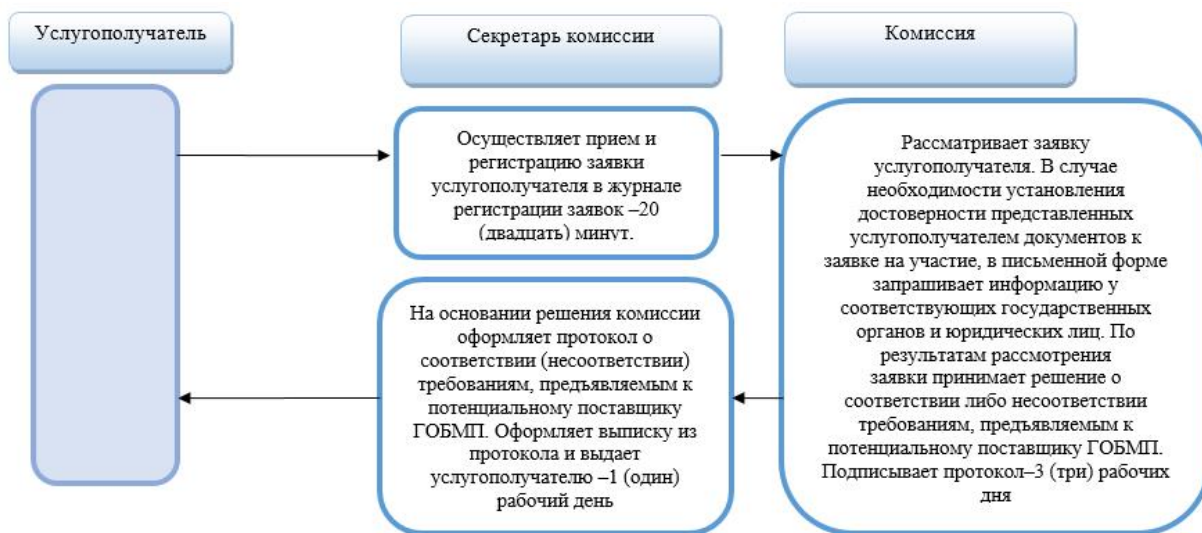 Услугополучатель
Секретарь комиссии
Комиссия
Осуществляет прием и
регистрацию заявки
услугополучателя в журнале
регистрации заявок –20
(двадцать) минут.
Рассматривает заявку
услугополучателя. В случае
необходимости установления
достоверности представленных
услугополучателем документов к
заявке на участие, в письменной форме
запрашивает информацию у
соответствующих государственных
органов и юридических лиц. По
результатам рассмотрения
заявки принимает решение о
соответствии либо несоответствии
требованиям, предъявляемым к
потенциальному поставщику ГОБМП.
Подписывает протокол–3 (три) рабочих
дня
На основании решения комиссии
оформляет протокол о
соответствии (несоответствии)
требованиям, предъявляемым к
потенциальному поставщику
ГОБМП. Оформляет выписку из
протокола и выдает
услугополучателю –1 (один)
рабочий день